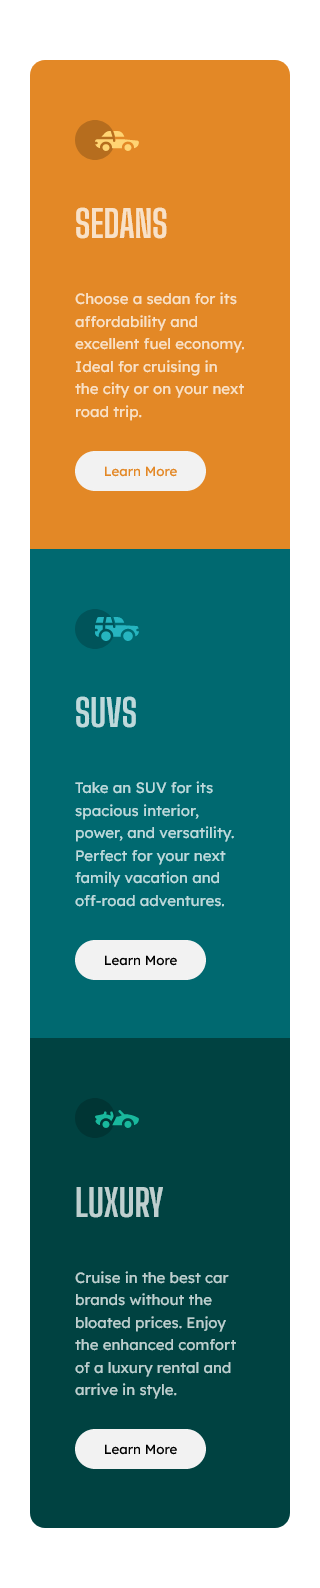 SEDANS
Choose a sedan for its
affordability and
excellent fuel economy.
Ideal for cruising in
the city or on your next
road trip.
Learn More
SUVS
Take an SUV for its
spacious interior,
power, and versatility.
Perfect for your next
family vacation and
off-road adventures.
Learn More
LUXURY
Cruise in the best car
brands without the
bloated prices. Enjoy
the enhanced comfort
of a luxury rental and
arrive in style.
Learn More